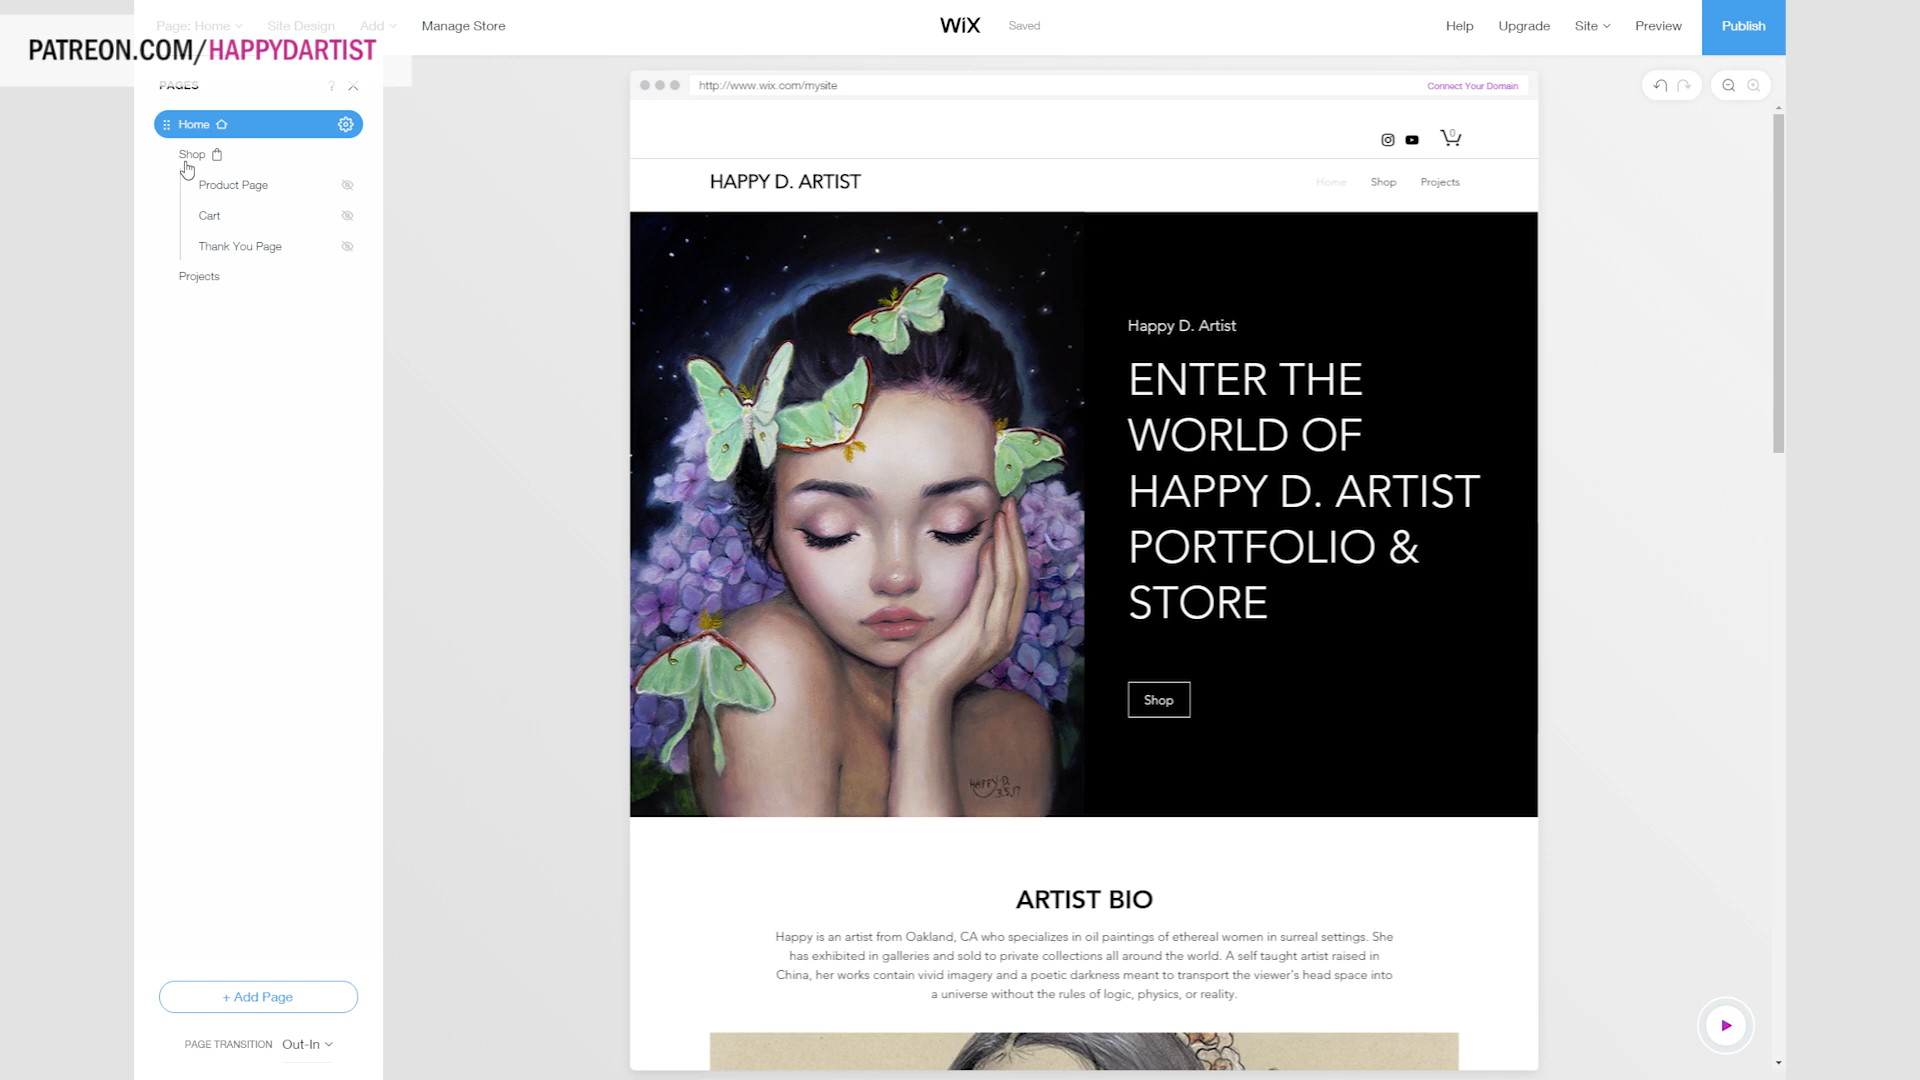 Page: Home
Site Design
Add
Manage Store
WiX
Saved
Help
Upgrade
Site
Preview
Publish
PATREON.COM/HAPPYDARTIST
PAGES
?
Home
Shop
Product Page
Cart
Thank You Page
Projects
+ Add Page
PAGE TRANSITION Out-In
http://www.wix.com/mysite
Connect Your Domain
0
HAPPY D. ARTIST
Home
Shop
Projects
Happy D. Artist
ENTER THE
WORLD OF
HAPPY D. ARTIST
PORTFOLIO &
STORE
Shop
HAPPY D.
3.5.17
ARTIST BIO
Happy is an artist from Oakland, CA who specializes in oil paintings of ethereal women in surreal settings. She
has exhibited in galleries and sold to private collections all around the world. A self taught artist raised in
China, her works contain vivid imagery and a poetic darkness meant to transport the viewer's head space into
a universe without the rules of logic, physics, or reality.